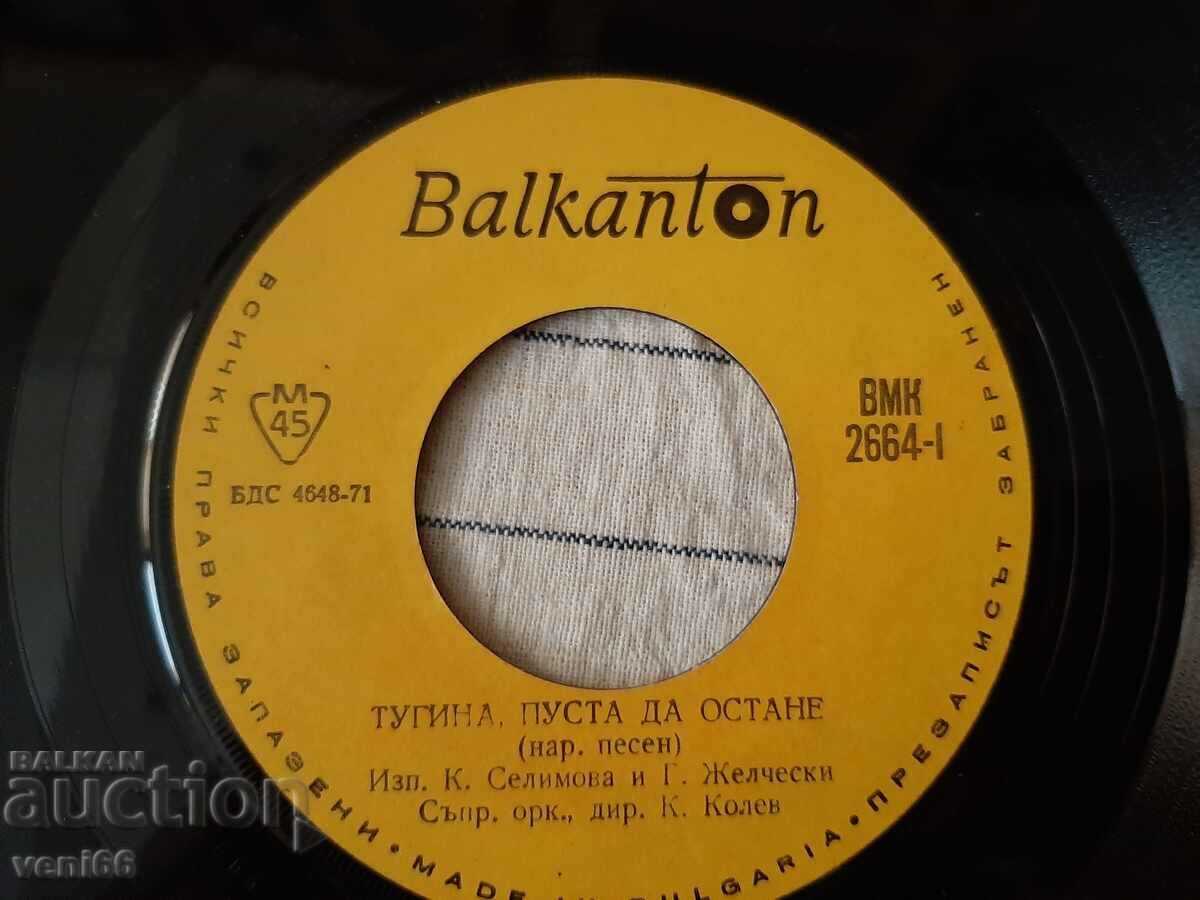 Balkanton
М
45
БДС 4648-71
ВМК
2664-I
ТУГИНА, ПУСТА ДА ОСТАНЕ
(нар. песен)
Изп. К. Селимова и Г. Желчески
Съпр. орк., дир. К. Колев
ВСИЧКИ ПРАВА ЗАПАЗЕНИ • MADE IN BULGARIA • ПРЕЗАПИСЪТ ЗАБРАНЕН
BALKAN
auction
veni66